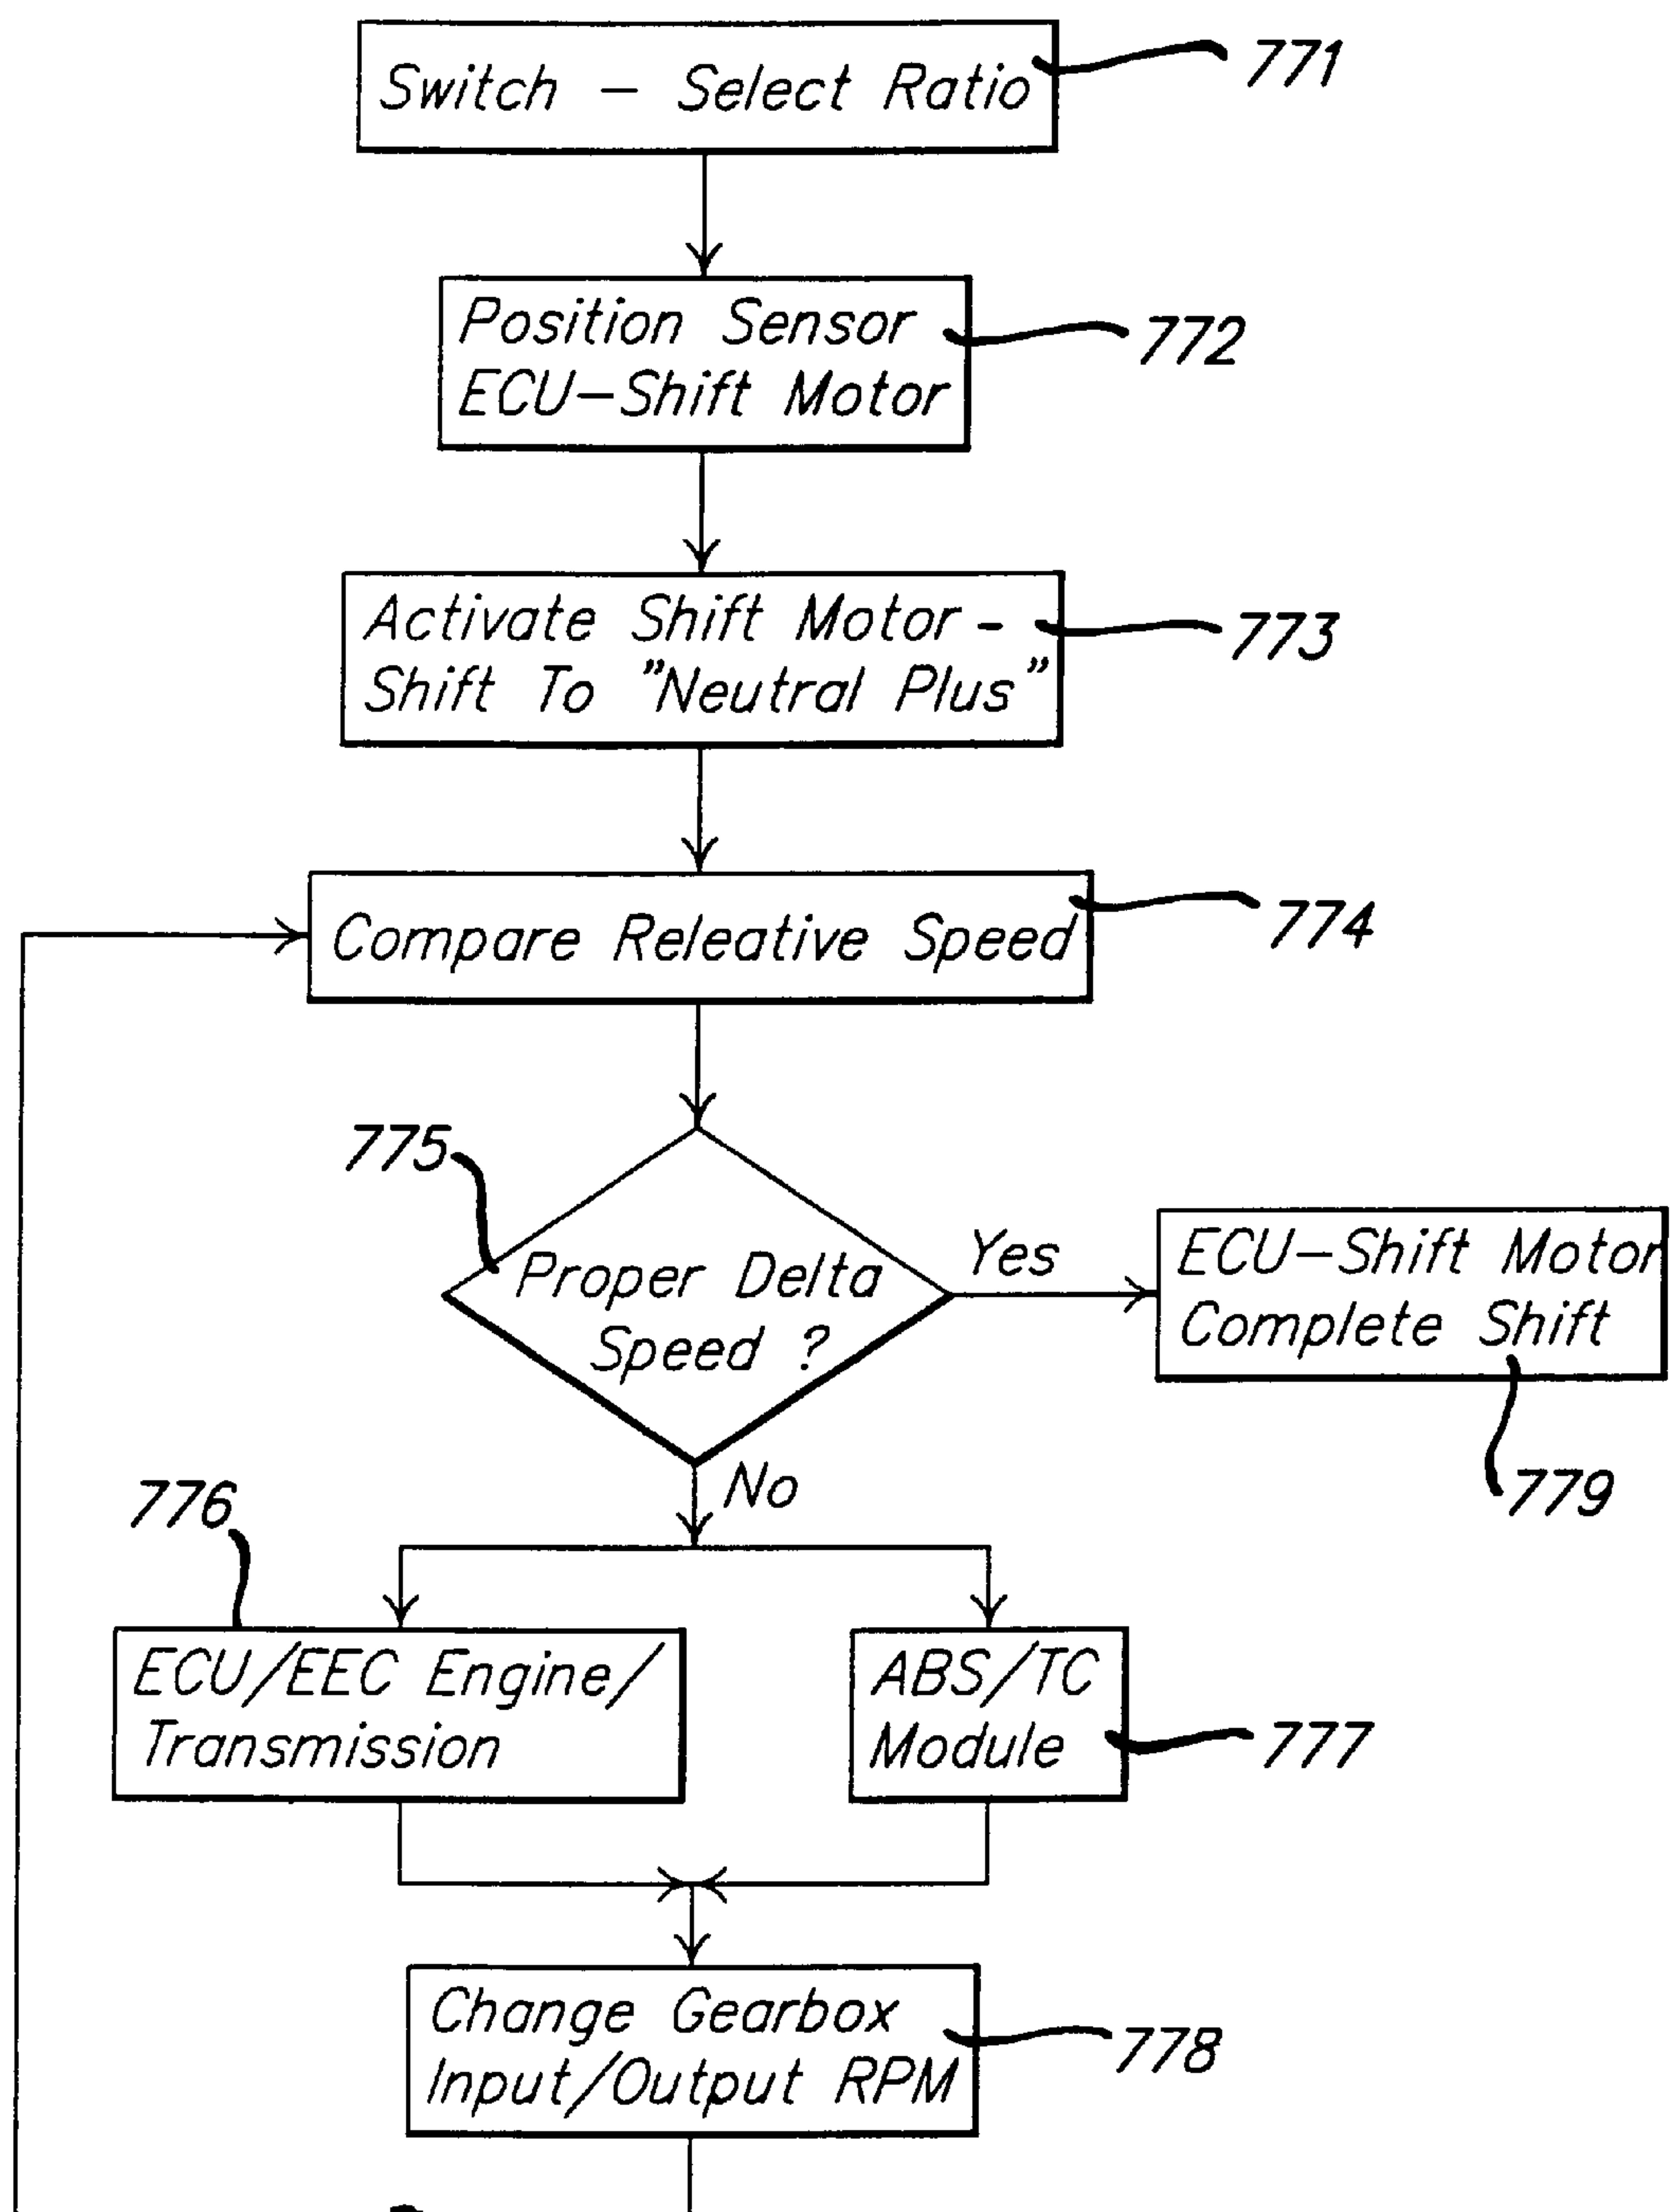 Switch – Select Ratio
771
Position Sensor
ECU–Shift Motor
772
Activate Shift Motor -
Shift To "Neutral Plus"
773
Compare Releative Speed
774
775
Proper Delta
Speed ?
Yes
ECU–Shift Motor
Complete Shift
779
No
776
ECU/EEC Engine/
Transmission
ABS/TC
Module
777
Change Gearbox
Input/Output RPM
778